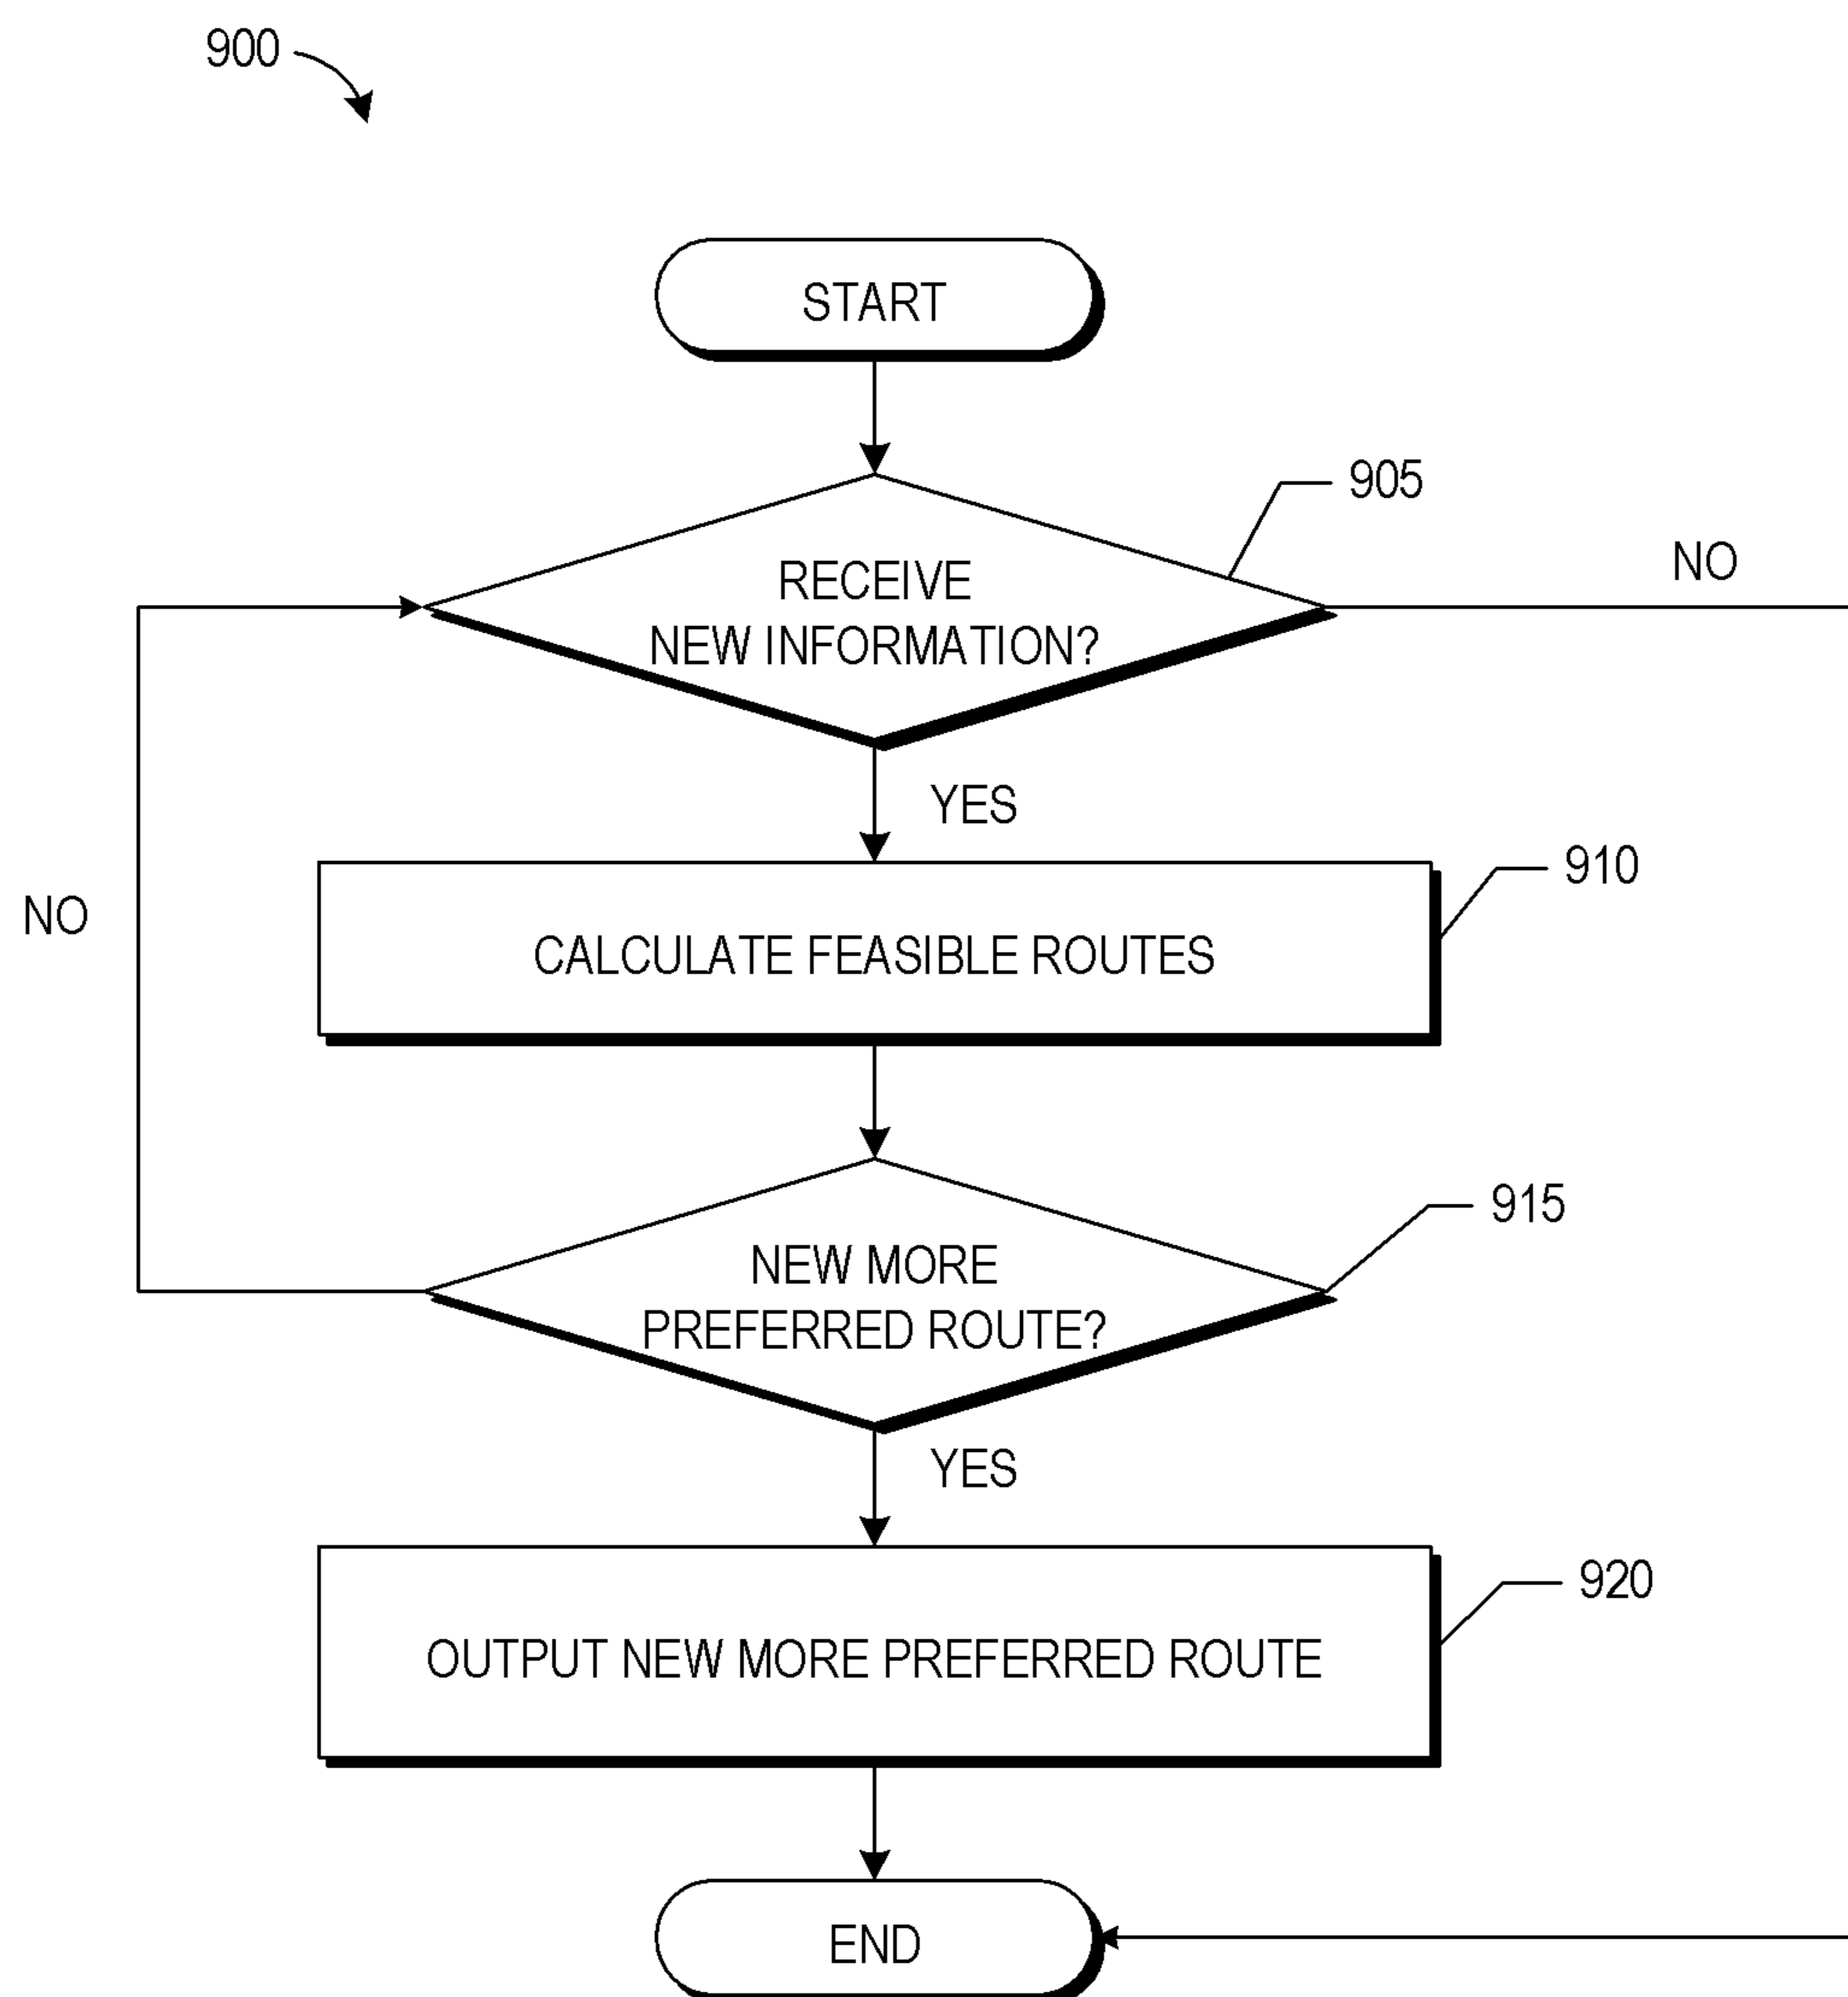 900
START
905
NO
RECEIVE
NEW INFORMATION?
YES
910
NO
CALCULATE FEASIBLE ROUTES
915
NEW MORE
PREFERRED ROUTE?
YES
920
OUTPUT NEW MORE PREFERRED ROUTE
END